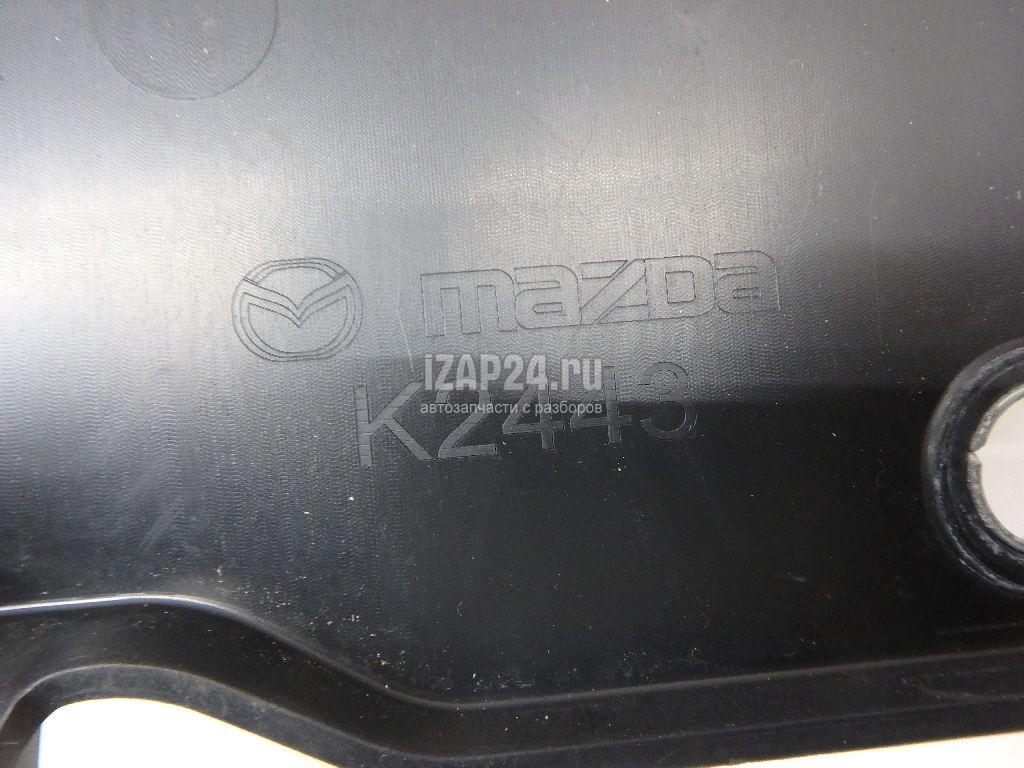 mazda
iZAP24.ru
K2443
автозапчасти с разборов